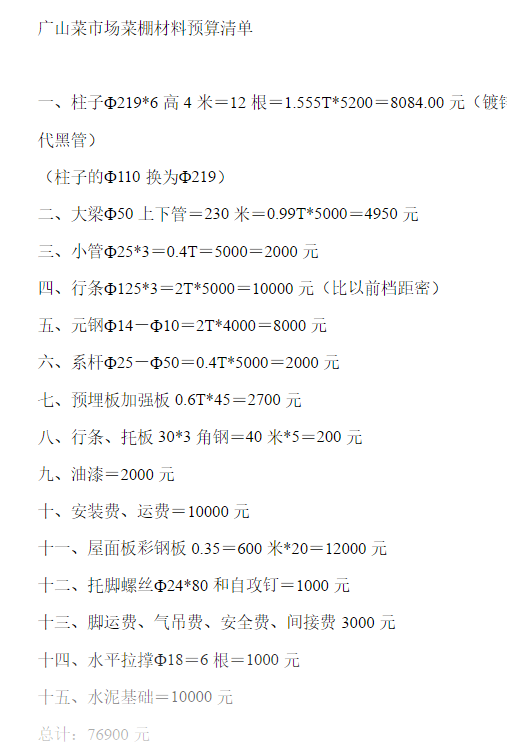 广山菜市场菜棚材料预算清单
一、柱子Φ219*6 高 4 米＝12 根＝1.555T*5200＝8084.00 元（镀锌
代黑管）
（柱子的Φ110 换为Φ219）
二、大梁Φ50 上下管＝230 米＝0.99T*5000＝4950 元
三、小管Φ25*3＝0.4T＝5000＝2000 元
四、行条Φ125*3＝2T*5000＝10000 元（比以前档距密）
五、元钢Φ14－Φ10＝2T*4000＝8000 元
六、系杆Φ25－Φ50＝0.4T*5000＝2000 元
七、预埋板加强板 0.6T*45＝2700 元
八、行条、托板 30*3 角钢＝40 米*5＝200 元
九、油漆＝2000 元
十、安装费、运费＝10000 元
十一、屋面板彩钢板 0.35＝600 米*20＝12000 元
十二、托脚螺丝Φ24*80 和自攻钉＝1000 元
十三、脚运费、气吊费、安全费、间接费 3000 元
十四、水平拉撑Φ18＝6 根＝1000 元
十五、水泥基础＝10000 元
总计：76900 元